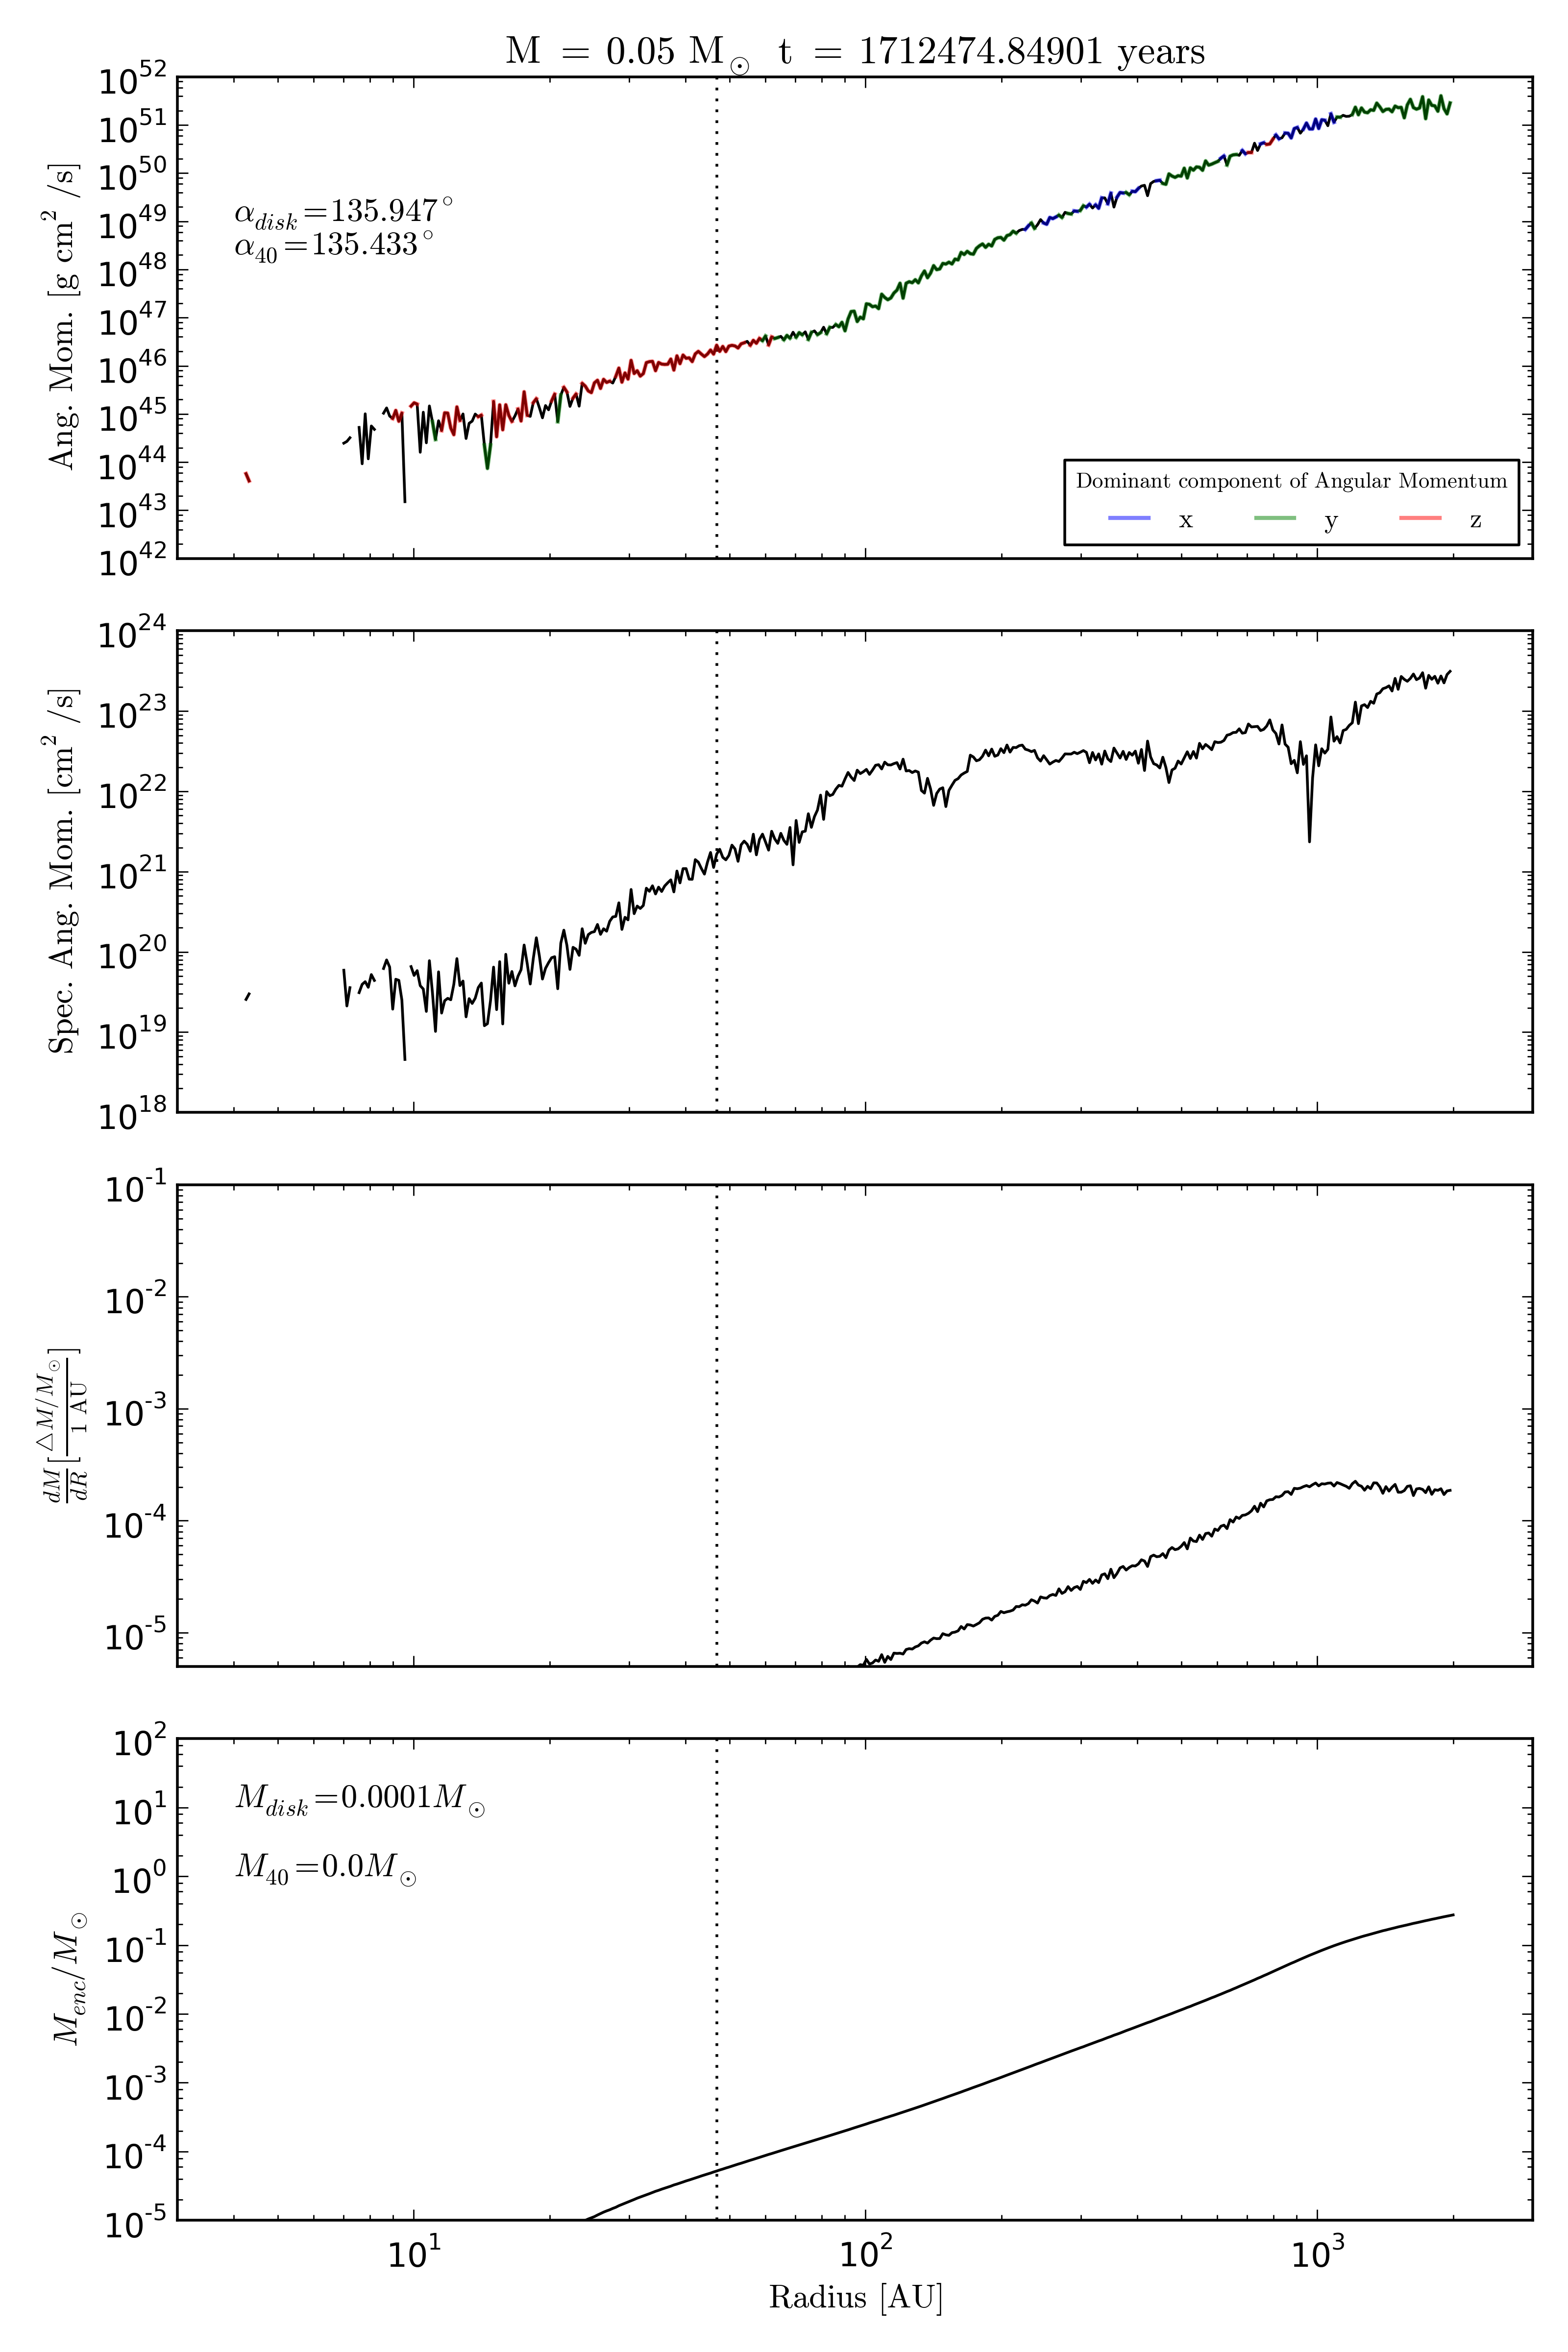 M = 0.05 M⊙ t = 1712474.84901 years
10^52
10^51
10^50
10^49
10^48
10^47
10^46
10^45
10^44
10^43
10^42
Ang. Mom. [g cm^2 /s]
α_disk=135.947°
α_40=135.433°
Dominant component of Angular Momentum
x y z
10^24
10^23
10^22
10^21
10^20
10^19
10^18
Spec. Ang. Mom. [cm^2 /s]
10^-1
10^-2
10^-3
10^-4
10^-5
dM/dR [△M/M⊙ / 1 AU]
10^2
10^1
10^0
10^-1
10^-2
10^-3
10^-4
10^-5
M_enc/M⊙
M_disk=0.0001M⊙
M_40=0.0M⊙
10^1 10^2 10^3
Radius [AU]